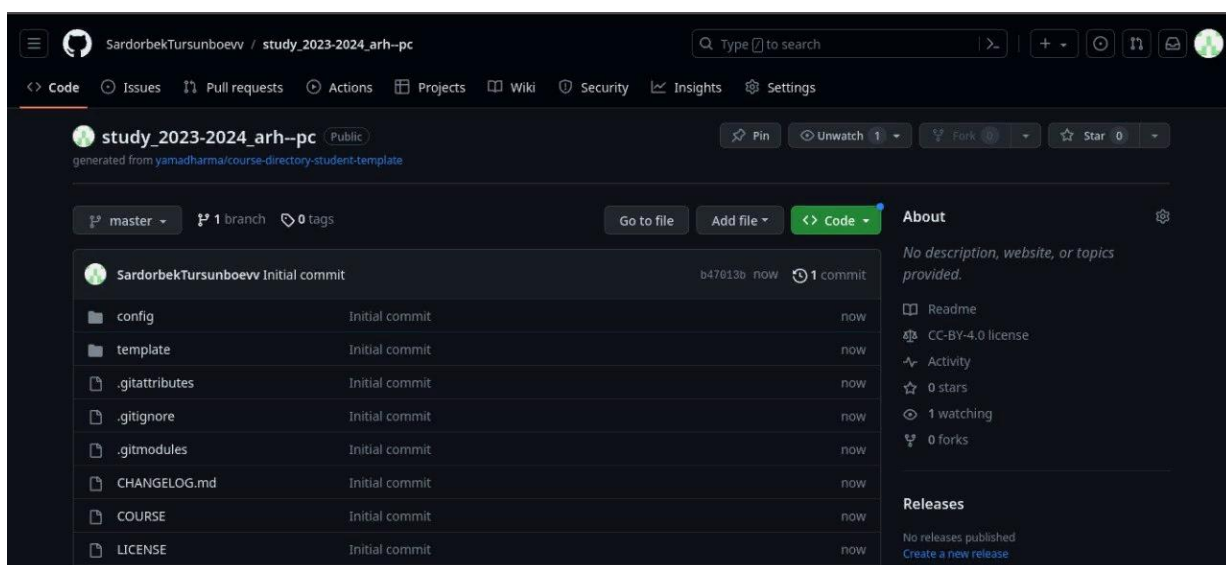 SardorbekTursunboevv / study_2023-2024_arh--pc
Type / to search
Code Issues Pull requests Actions Projects Wiki Security Insights Settings
study_2023-2024_arh--pc Public
Pin Unwatch 1 Fork 0 Star 0
generated from yamadharma/course-directory-student-template
master 1 branch 0 tags Go to file Add file Code
SardorbekTursunboevv Initial commit b47013b now 1 commit
config Initial commit now
template Initial commit now
.gitattributes Initial commit now
.gitignore Initial commit now
.gitmodules Initial commit now
CHANGELOG.md Initial commit now
COURSE Initial commit now
LICENSE Initial commit now
About
No description, website, or topics
provided.
Readme
CC-BY-4.0 license
Activity
0 stars
1 watching
0 forks
Releases
No releases published
Create a new release